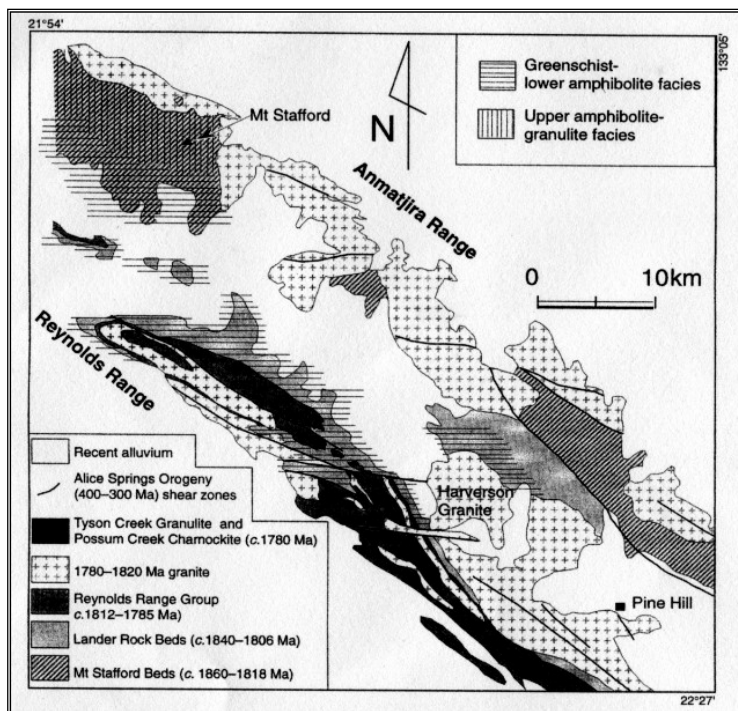 21°54'
133°05'
Greenschist-
lower amphibolite
facies
Upper amphibolite-
granulite facies
Mt Stafford
N
Anmatjira Range
0 10km
Reynolds Range
Harverson
Granite
Pine Hill
Recent alluvium
Alice Springs Orogeny
(400–300 Ma) shear zones
Tyson Creek Granulite and
Possum Creek Charnockite (c.1780 Ma)
1780–1820 Ma granite
Reynolds Range Group
c.1812–1785 Ma)
Lander Rock Beds (c.1840–1806 Ma)
Mt Stafford Beds (c. 1860–1818 Ma)
22°27'